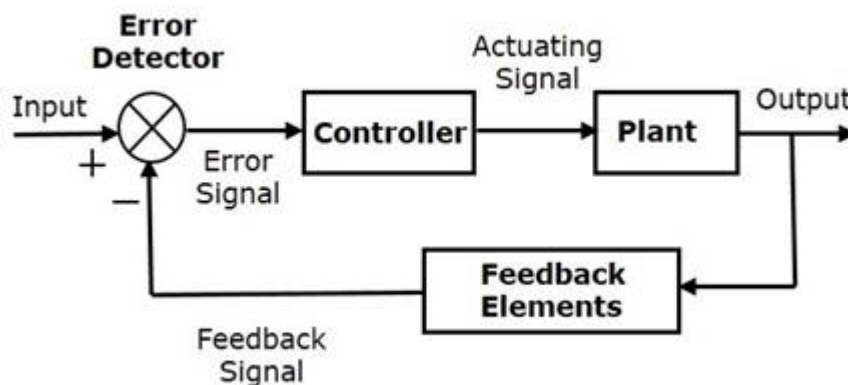 Error
Detector
Input
+
−
Error
Signal
Controller
Actuating
Signal
Plant
Output
Feedback
Elements
Feedback
Signal